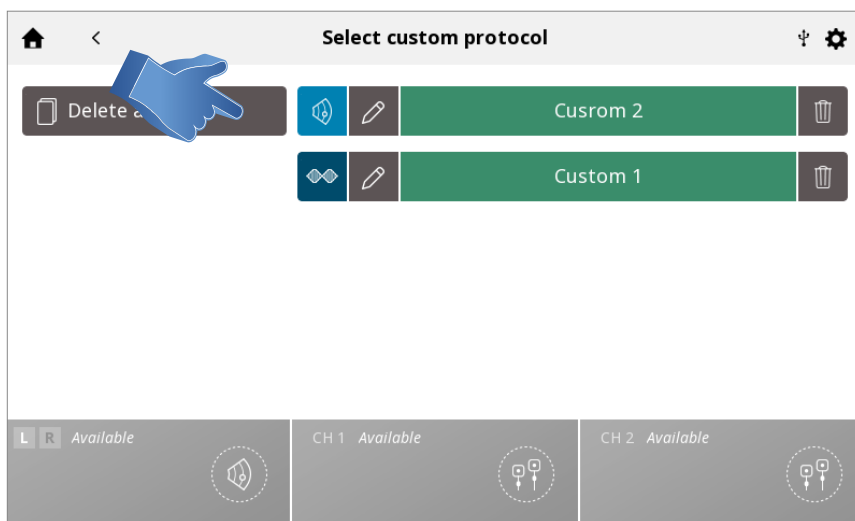 Select custom protocol
Delete
Cusrom 2
Custom 1
L R Available
CH 1 Available
CH 2 Available